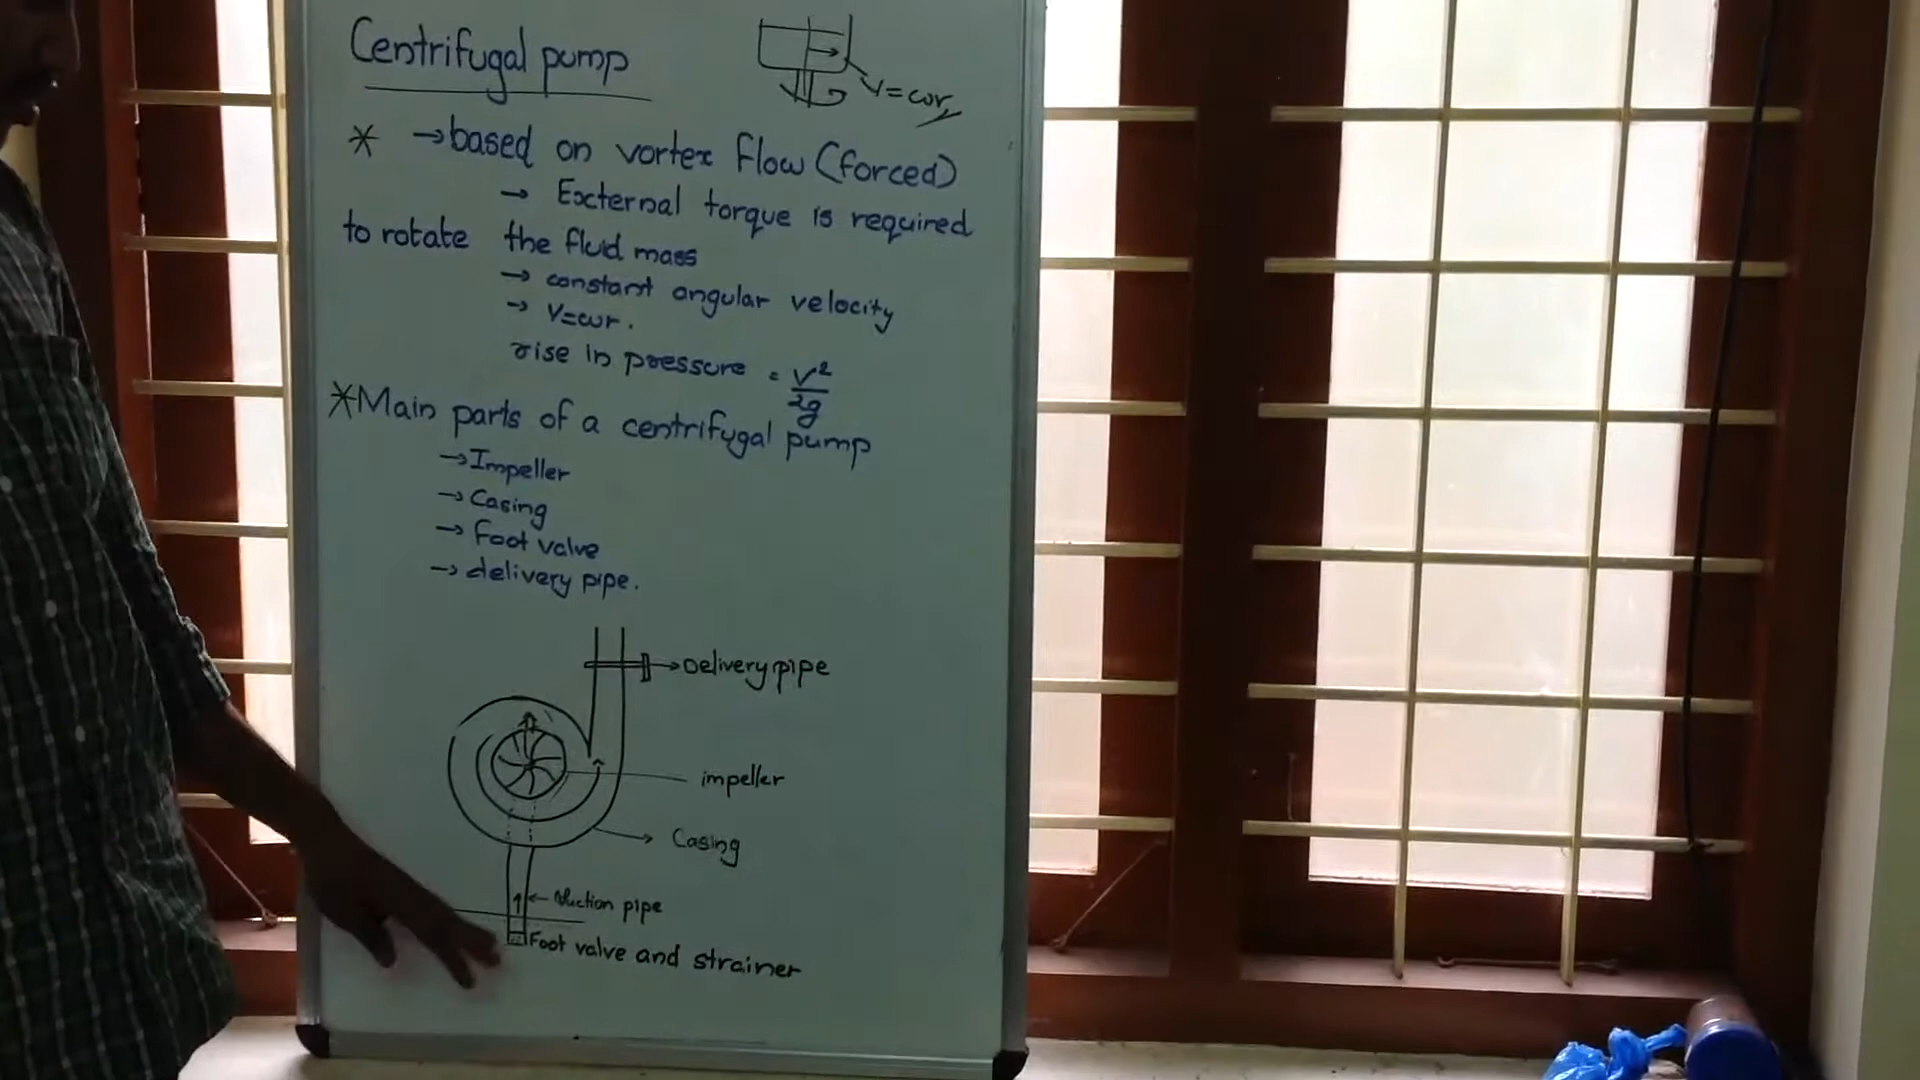 Centrifugal pump
V=ωr
* →based on vortex flow (forced)
→ External torque is required
to rotate the fluid mass
→ constant angular velocity
→ V=ωr.
rise in pressure = V²/2g
*Main parts of a centrifygal pump
→Impeller
→Casing
→Foot valve
→delivery pipe.
→Delivery pipe
impeller
→ Casing
← Suction pipe
Foot valve and strainer